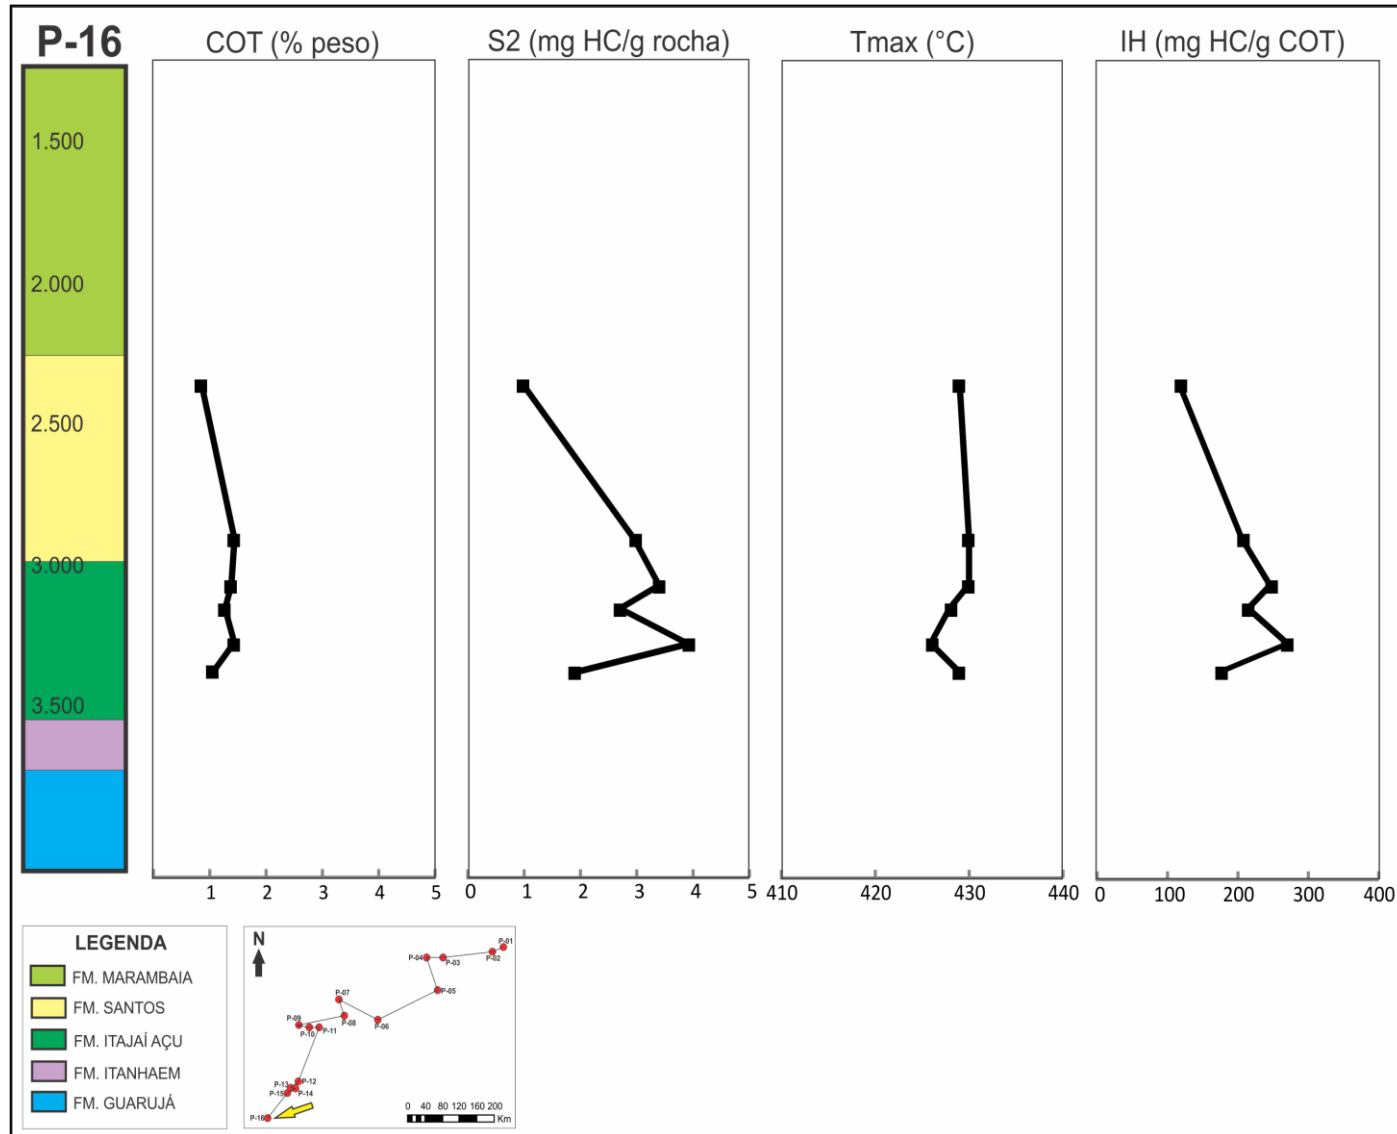 P-16
COT (% peso)
S2 (mg HC/g rocha)
Tmax (°C)
IH (mg HC/g COT)
1.500
2.000
2.500
3.000
3.500
1 2 3 4 5
0 1 2 3 4 5
410 420 430 440
0 100 200 300 400
LEGENDA
FM. MARAMBAIA
FM. SANTOS
FM. ITAJAÍ AÇU
FM. ITANHAEM
FM. GUARUJÁ
N
P-01
P-02
P-03
P-04
P-05
P-06
P-07
P-08
P-09
P-10
P-11
P-12
P-13
P-14
P-15
P-16
0 40 80 120 160 200
Km